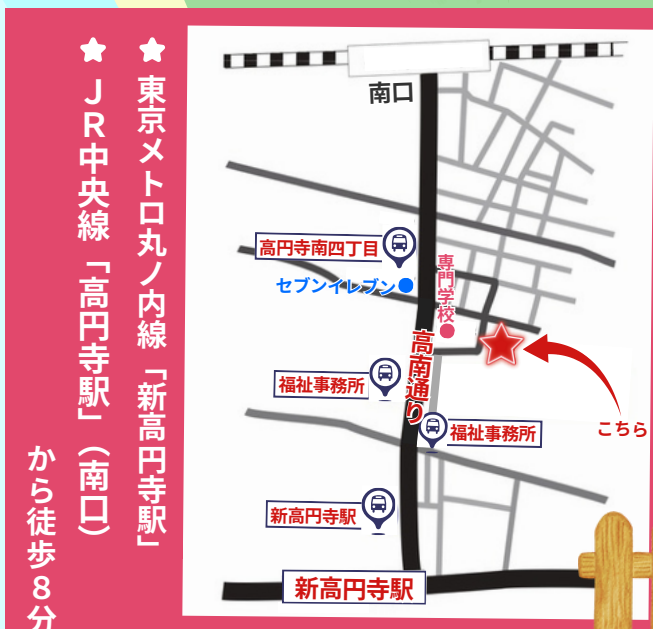 ★東京メトロ丸ノ内線「新高円寺駅」
★ＪＲ中央線「高円寺駅」（南口）
から徒歩８分
南口
高円寺南四丁目
セブンイレブン
専門学校
高南通り
福祉事務所
福祉事務所
こちら
新高円寺駅
新高円寺駅